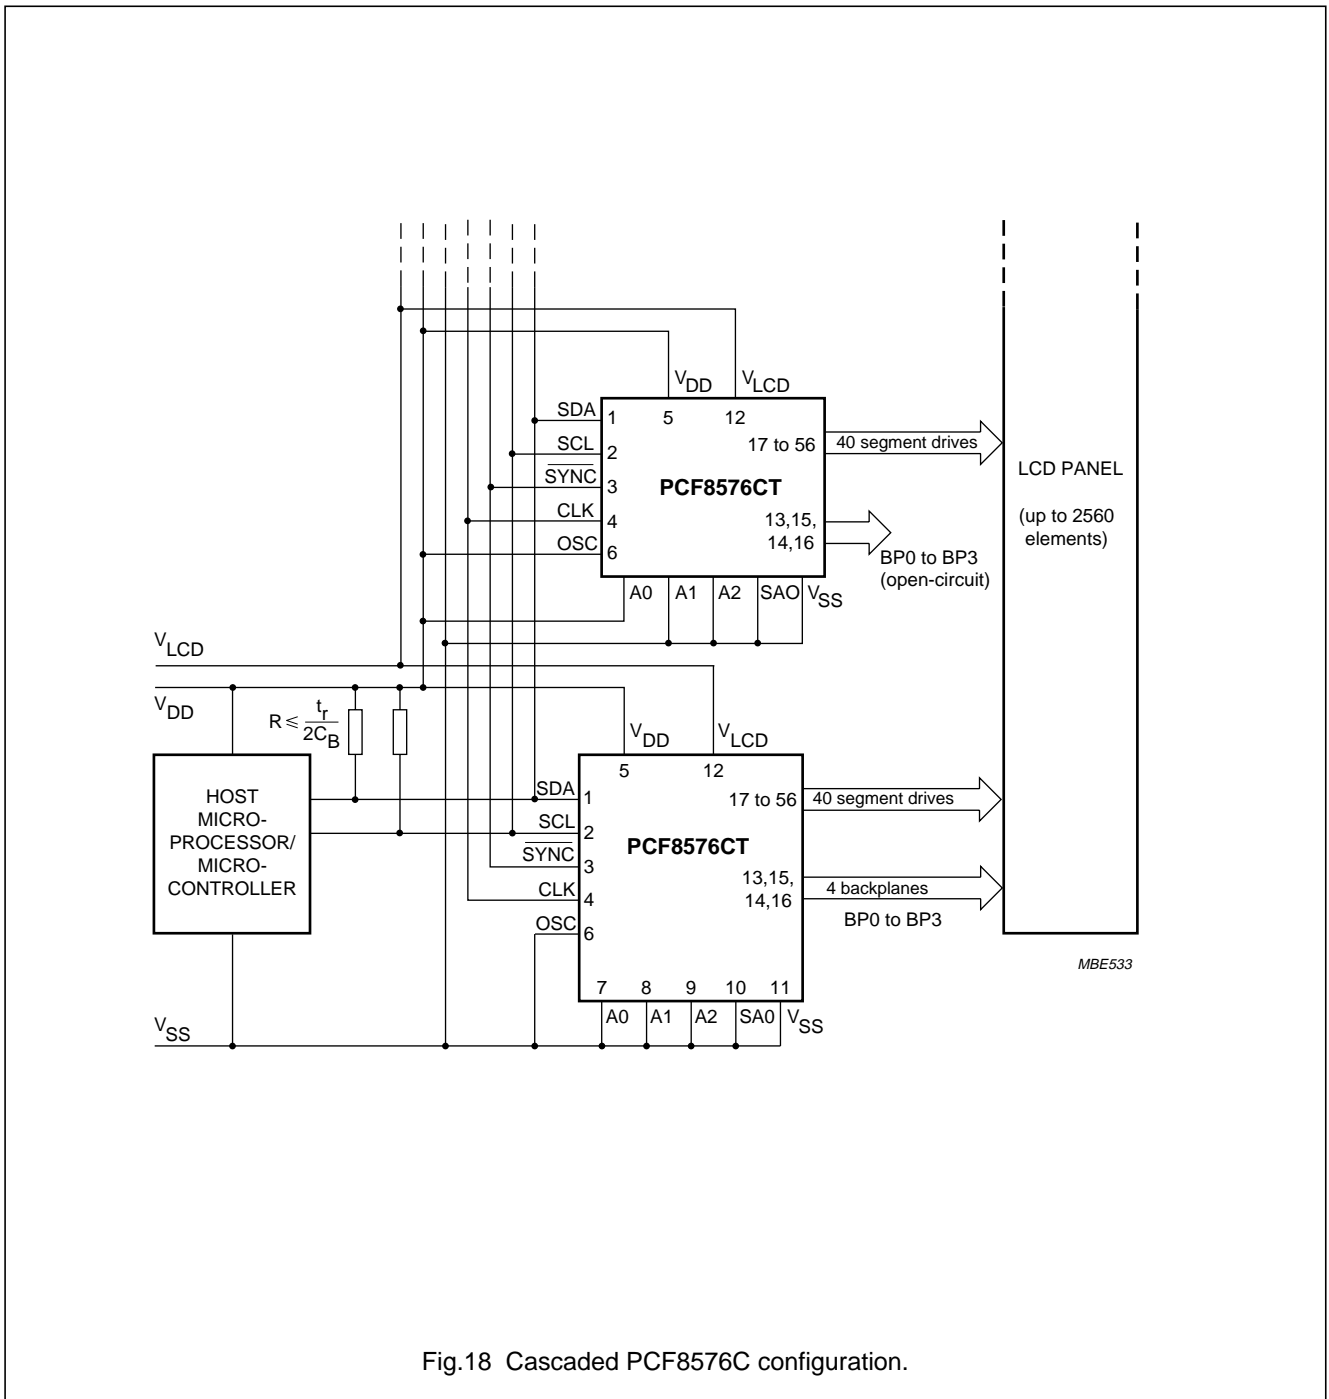 SDA
SCL
SYNC
CLK
OSC
1
2
3
4
6
VDD
5
VLCD
12
17 to 56
PCF8576CT
13,15,
14,16
40 segment drives
BP0 to BP3
(open-circuit)
A0
A1
A2
SAO
VSS
LCD PANEL
(up to 2560
elements)
VLCD
VDD
R ≤ tr
2CB
HOST
MICRO-
PROCESSOR/
MICRO-
CONTROLLER
VSS
SDA
SCL
SYNC
CLK
OSC
1
2
3
4
6
VDD
5
VLCD
12
17 to 56
PCF8576CT
13,15,
14,16
40 segment drives
4 backplanes
BP0 to BP3
7
8
9
10
11
A0
A1
A2
SA0
VSS
MBE533
Fig.18 Cascaded PCF8576C configuration.